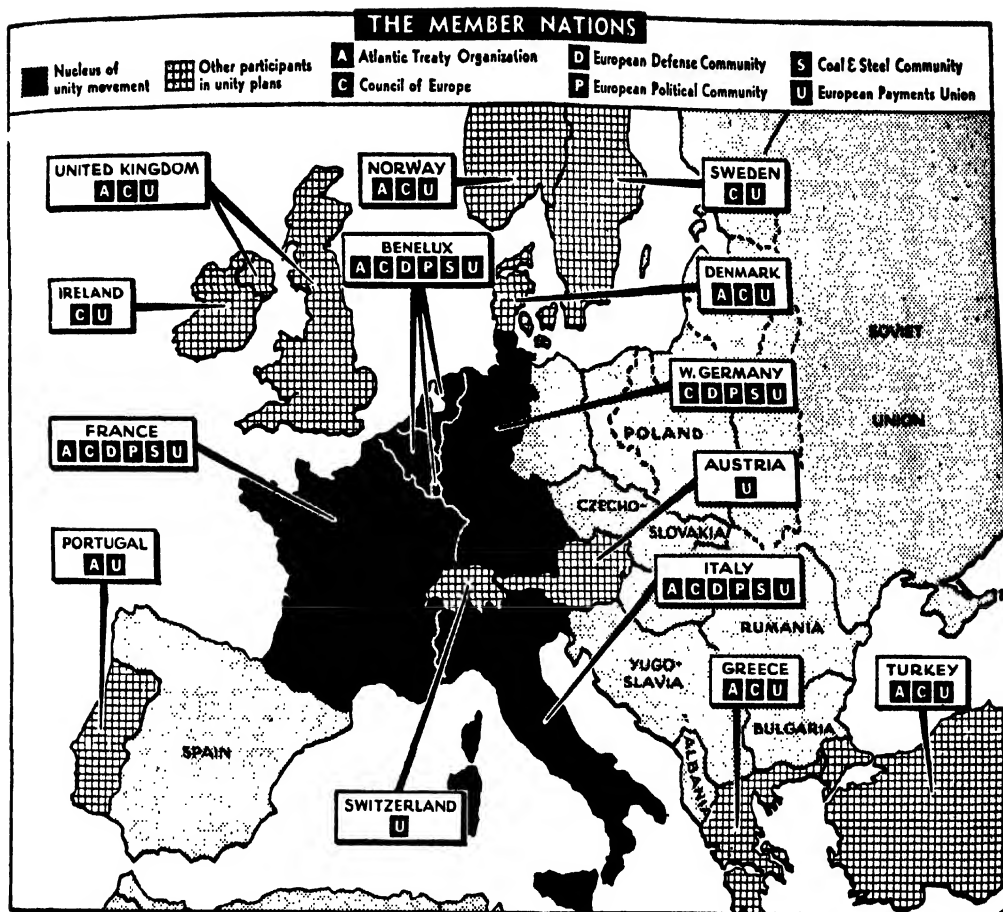 THE MEMBER NATIONS
Nucleus of
unity movement
Other participants
in unity plans
A Atlantic Treaty Organization
C Council of Europe
D European Defense Community
P European Political Community
S Coal & Steel Community
U European Payments Union
UNITED KINGDOM
A C U
NORWAY
A C U
SWEDEN
C U
BENELUX
A C D P S U
IRELAND
C U
DENMARK
A C U
SOVIET
UNION
W. GERMANY
C D P S U
POLAND
FRANCE
A C D P S U
AUSTRIA
U
CZECHO-
SLOVAKIA
PORTUGAL
A U
ITALY
A C D P S U
RUMANIA
YUGO-
SLAVIA
GREECE
A C U
TURKEY
A C U
BULGARIA
SPAIN
ALBANIA
SWITZERLAND
U